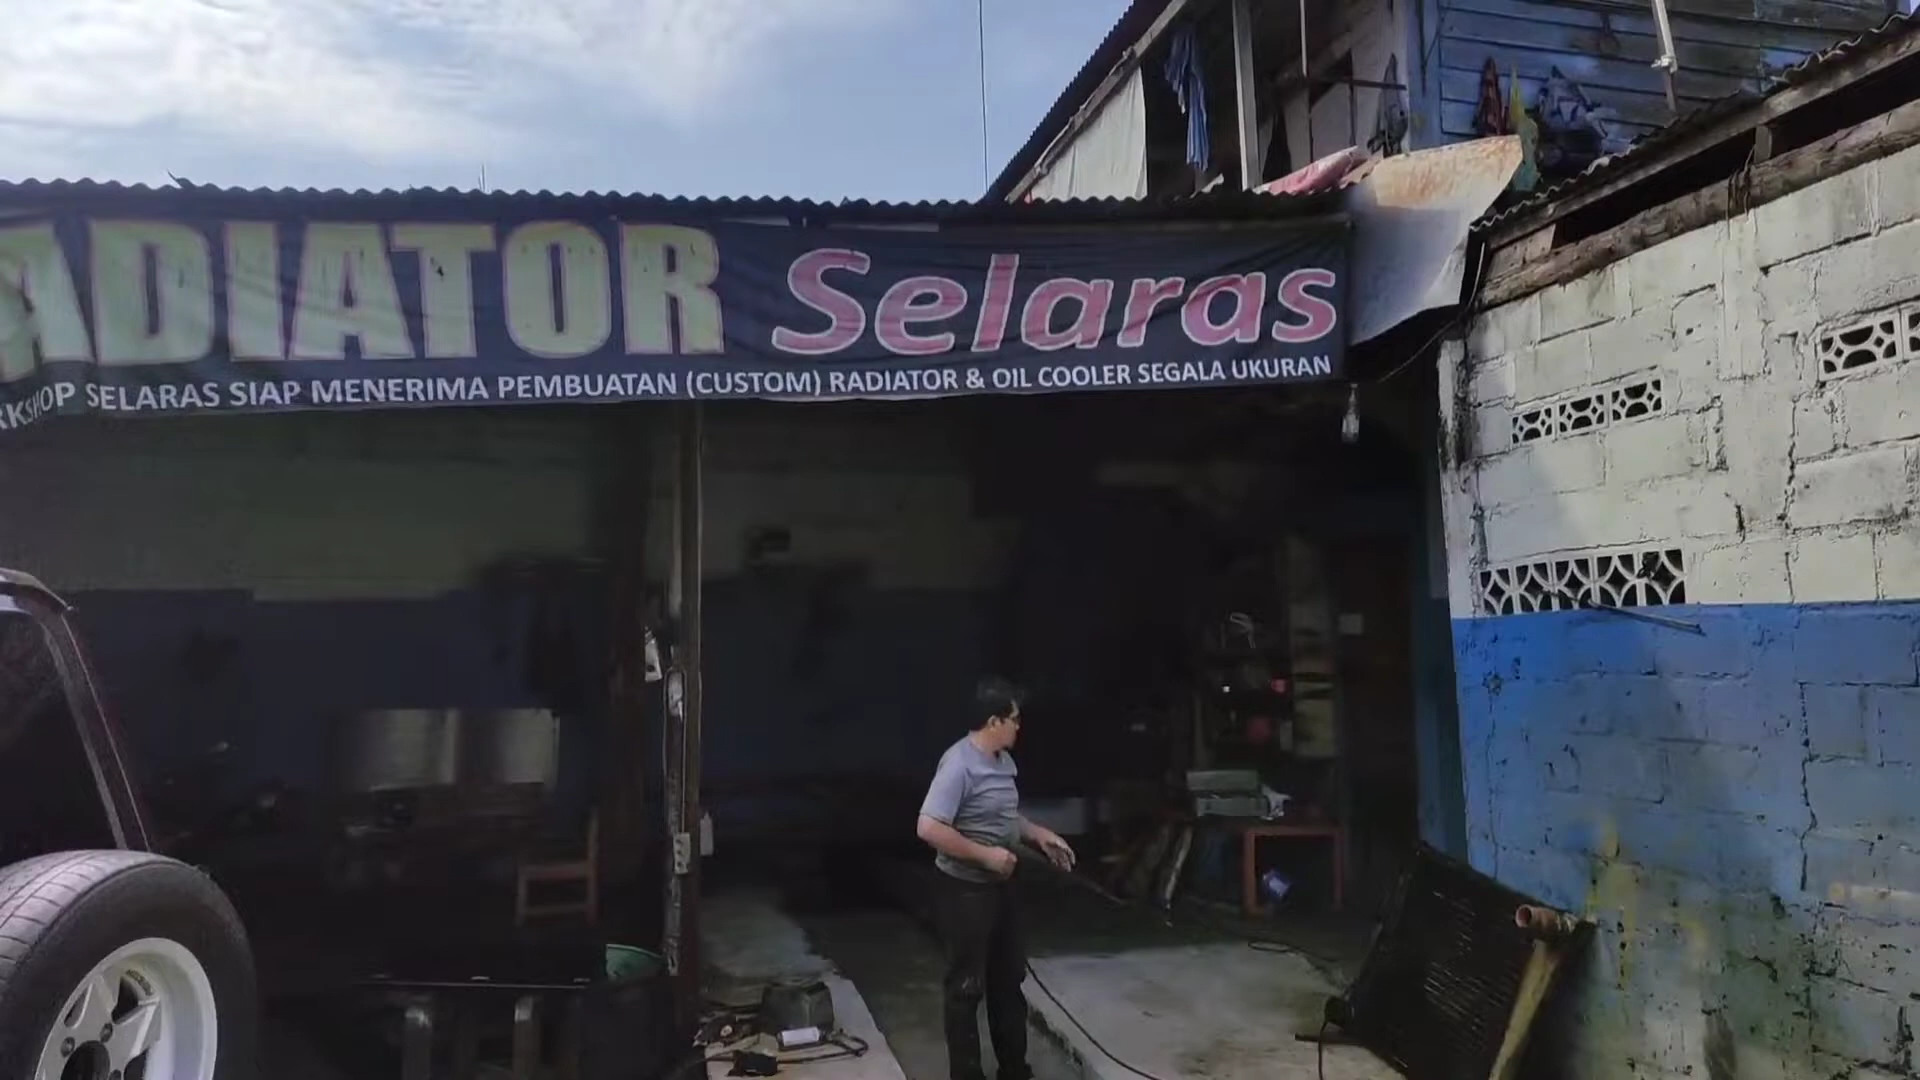 ADIATOR Selaras
RKSHOP SELARAS SIAP MENERIMA PEMBUATAN (CUSTOM) RADIATOR & OIL COOLER SEGALA UKURAN